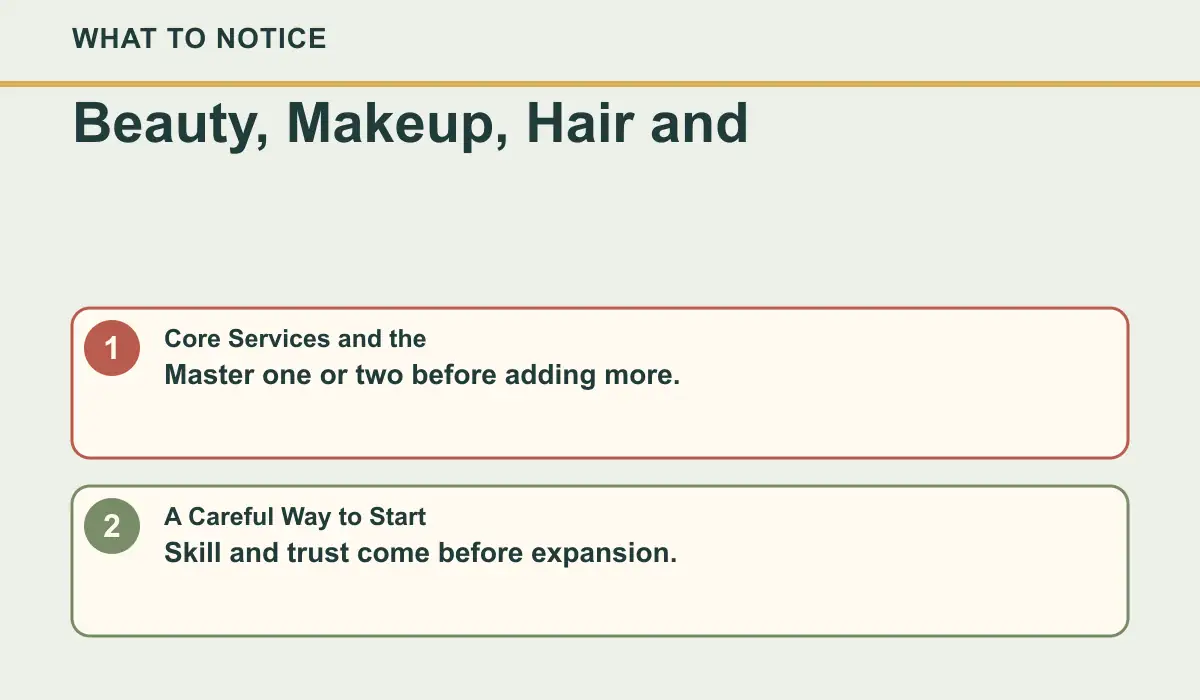 WHAT TO NOTICE
Beauty, Makeup, Hair and
1
Core Services and the
Master one or two before adding more.
2
A Careful Way to Start
Skill and trust come before expansion.